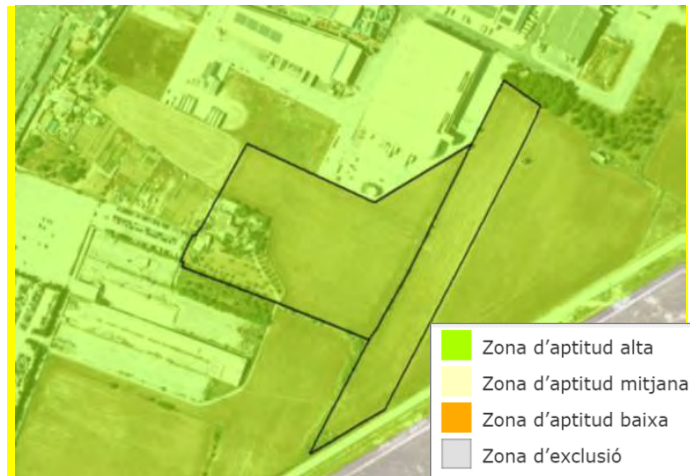 Zona d'aptitud alta
Zona d'aptitud mitjana
Zona d'aptitud baixa
Zona d'exclusió